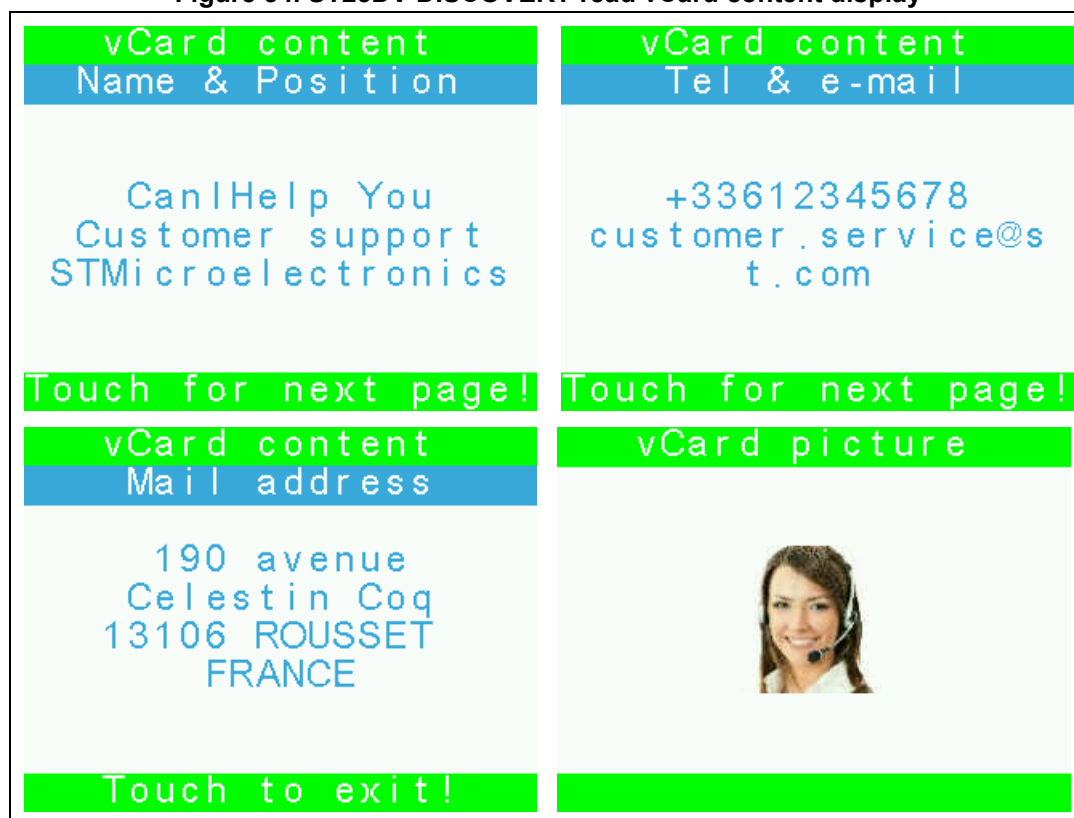 vCard content
Name & Position
CanIHelp You
Customer support
STMicroelectronics
Touch for next page!
vCard content
Tel & e-mail
+33612345678
customer.service@s
t.com
Touch for next page!
vCard content
Mail address
190 avenue
Celestin Coq
13106 ROUSSET
FRANCE
Touch to exit!
vCard picture